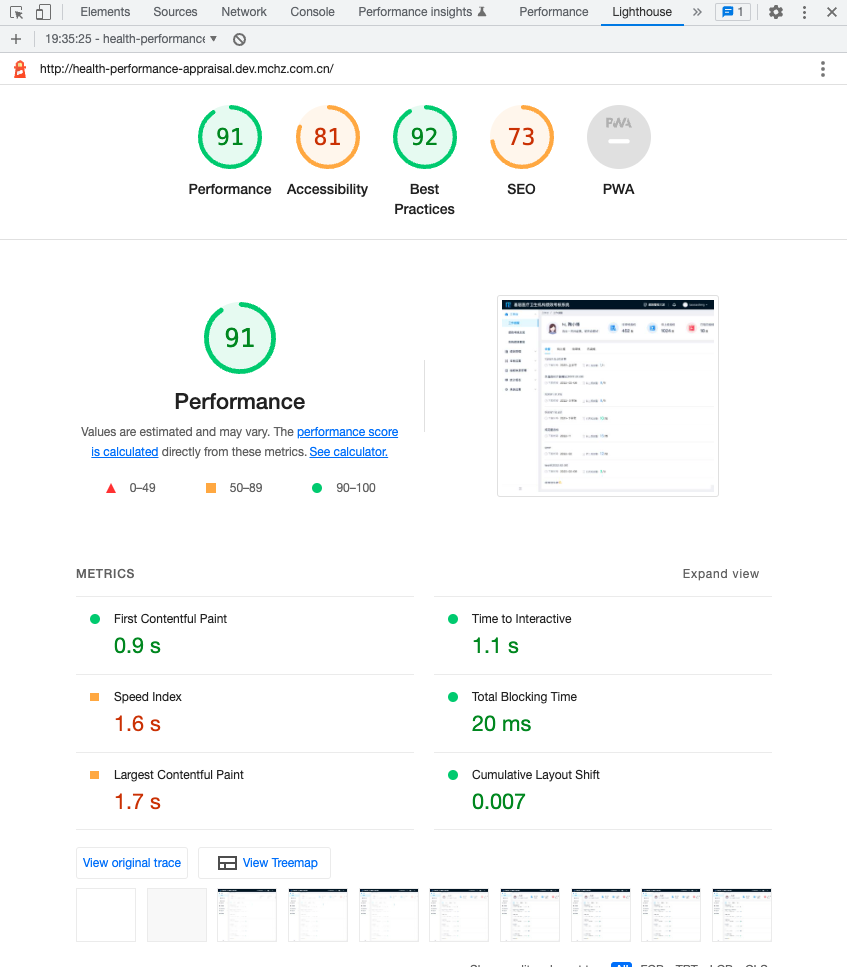 Elements Sources Network Console Performance insights Performance Lighthouse » 1
19:35:25 - health-performance
http://health-performance-appraisal.dev.mchz.com.cn/
91 81 92 73 PWA
Performance Accessibility Best Practices SEO PWA
91
Performance
Values are estimated and may vary. The performance score
is calculated directly from these metrics. See calculator.
0–49 50–89 90–100
METRICS Expand view
First Contentful Paint
0.9 s
Time to Interactive
1.1 s
Speed Index
1.6 s
Total Blocking Time
20 ms
Largest Contentful Paint
1.7 s
Cumulative Layout Shift
0.007
View original trace View Treemap